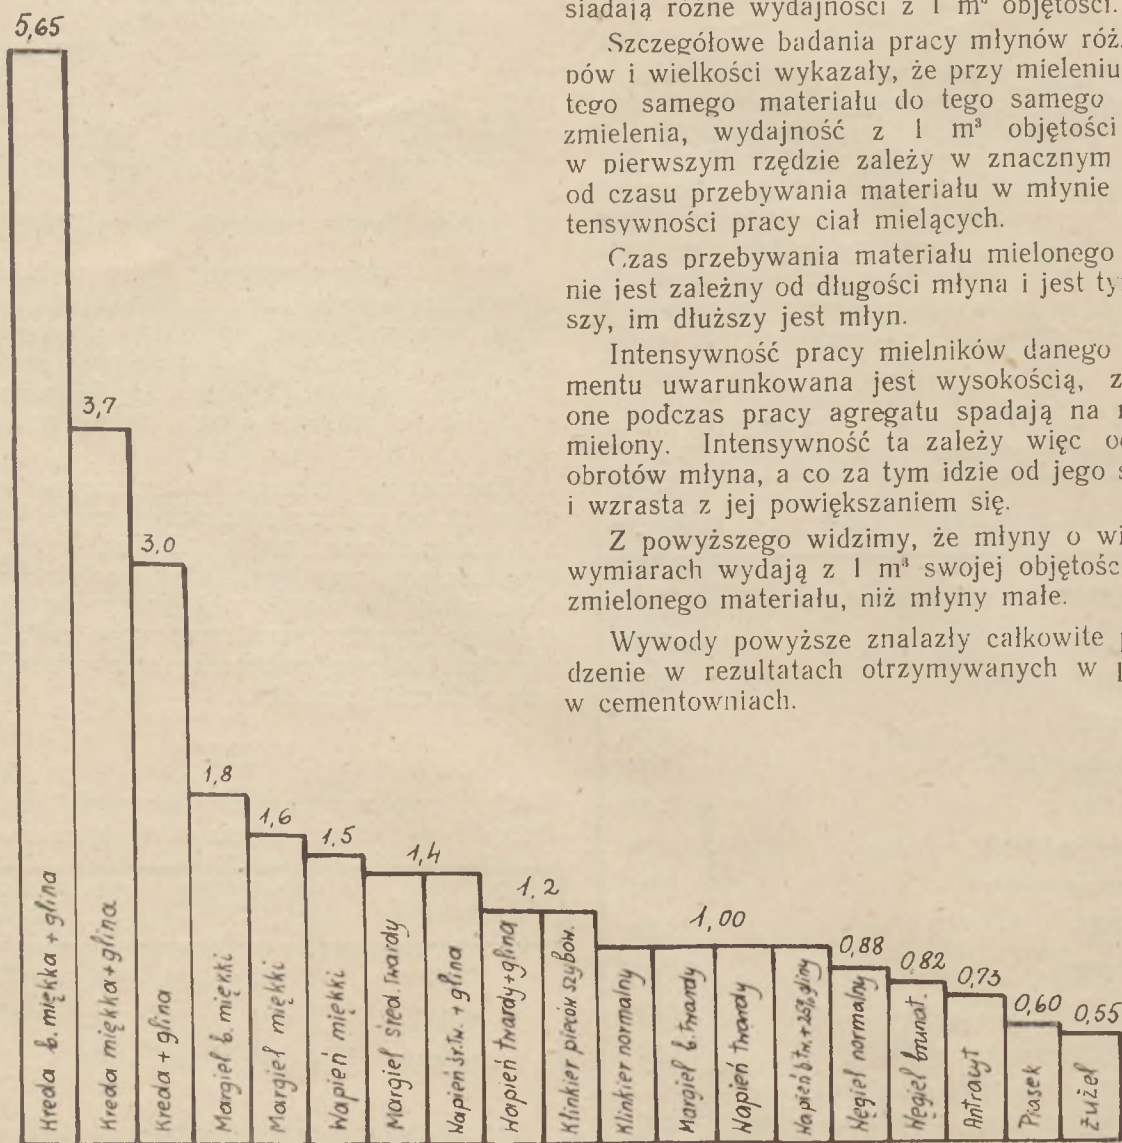 siadają różne wydajności z 1 m³ objętości.
Szczegółowe badania pracy młynów róż
pów i wielkości wykazały, że przy mieleniu
tego samego materiału do tego samego
zmielenia, wydajność z 1 m³ objętości
w pierwszym rzędzie zależy w znacznym
od czasu przebywania materiału w młynie
tensywności pracy ciał mielących.
Czas przebywania materiału mielonego
nie jest zależny od długości młyna i jest ty
szy, im dłuższy jest młyn.
Intensywność pracy mielników danego
mentu uwarunkowana jest wysokością, z
one podczas pracy agregatu spadają na
mielony. Intensywność ta zależy więc
obrotów młyna, a co za tym idzie od jego
i wzrasta z jej powiększaniem się.
Z powyższego widzimy, że młyny o wi
wymiarach wydają z 1 m³ swojej objętośc
zmielonego materiału, niż młyny małe.
Wywody powyższe znalazły całkowite
dzenie w rezultatach otrzymywanych w
w cementowniach.
5,65
3,7
3,0
1,8
1,6
1,5
1,4
1,2
1,00
0,88
0,82
0,73
0,60
0,55
Kreda b. miękka + glina
Kreda miękka + glina
Kreda + glina
Margiel b. miękki
Margiel miękki
Wapień miękki
Margiel śred. twardy
Wapień śr. tw. + glina
Wapień twardy + glina
Klinkier pieców szybow.
Klinkier normalny
Margiel b. twardy
Wapień twardy
Wapień b tw. + 25% gliny
Węgiel normalny
Węgiel brunat.
Antracyt
Piasek
Żużel